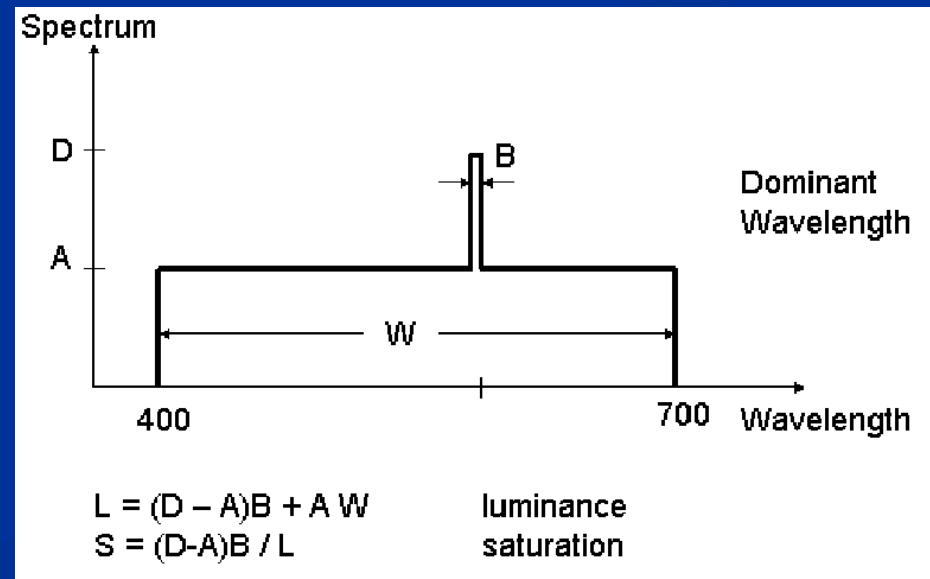 Spectrum
D
B
Dominant
Wavelength
A
W
400
700
Wavelength
L = (D – A)B + A W
luminance
S = (D-A)B / L
saturation